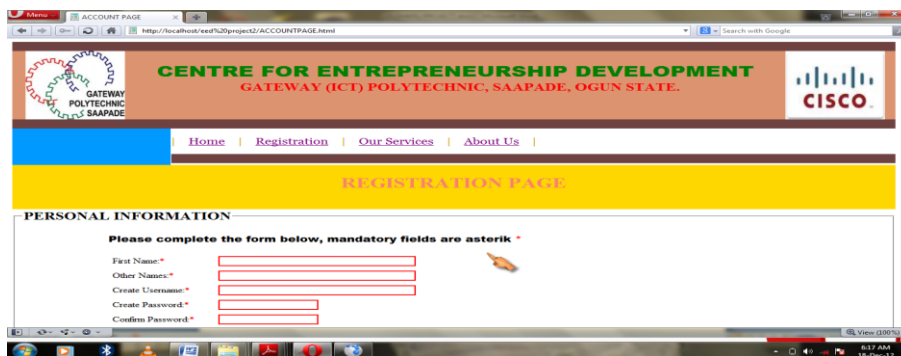 Menu
ACCOUNT PAGE
http://localhost/eed%20project2/ACCOUNTPAGE.html
Search with Google
GATEWAY
POLYTECHNIC
SAAPADE
CENTRE FOR ENTREPRENEURSHIP DEVELOPMENT
GATEWAY (ICT) POLYTECHNIC, SAAPADE, OGUN STATE.
CISCO
| Home | Registration | Our Services | About Us |
REGISTRATION PAGE
PERSONAL INFORMATION
Please complete the form below, mandatory fields are asterik *
First Name:*
Other Names:*
Create Username:*
Create Password:*
Confirm Password:*
View (100%)
6:17 AM
18-Dec-12